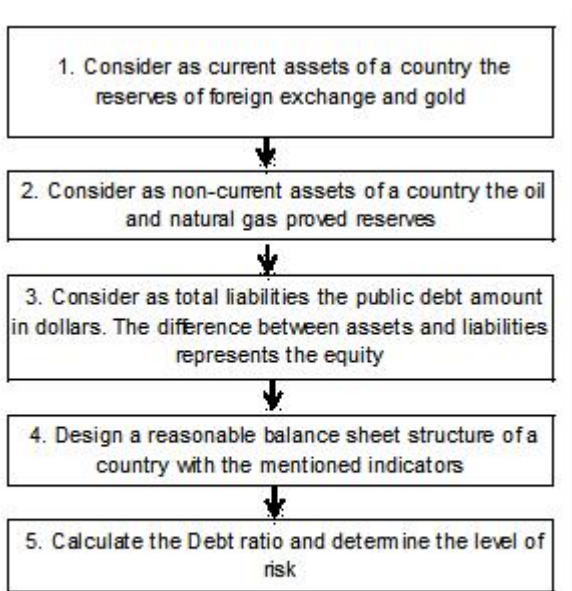 1. Consider as current assets of a country the
reserves of foreign exchange and gold
2. Consider as non-current assets of a country the oil
and natural gas proved reserves
3. Consider as total liabilities the public debt amount
in dollars. The difference between assets and liabilities
represents the equity
4. Design a reasonable balance sheet structure of a
country with the mentioned indicators
5. Calculate the Debt ratio and determine the level of
risk